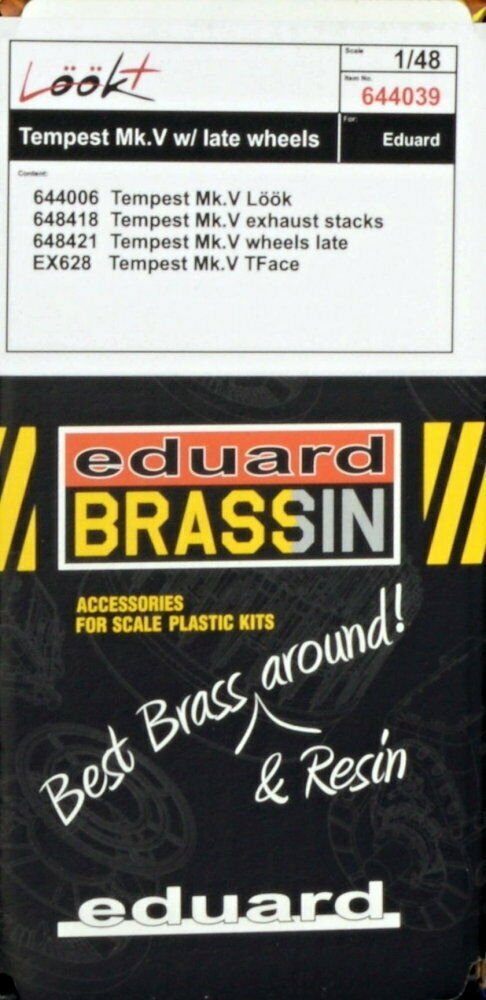 Löök+
Scale
1/48
Item No.
644039
Tempest Mk.V w/ late wheels
For:
Eduard
Content:
644006 Tempest Mk.V Löök
648418 Tempest Mk.V exhaust stacks
648421 Tempest Mk.V wheels late
EX628 Tempest Mk.V TFace
eduard
BRASSIN
ACCESSORIES
FOR SCALE PLASTIC KITS
Best Brass around!
& Resin
eduard